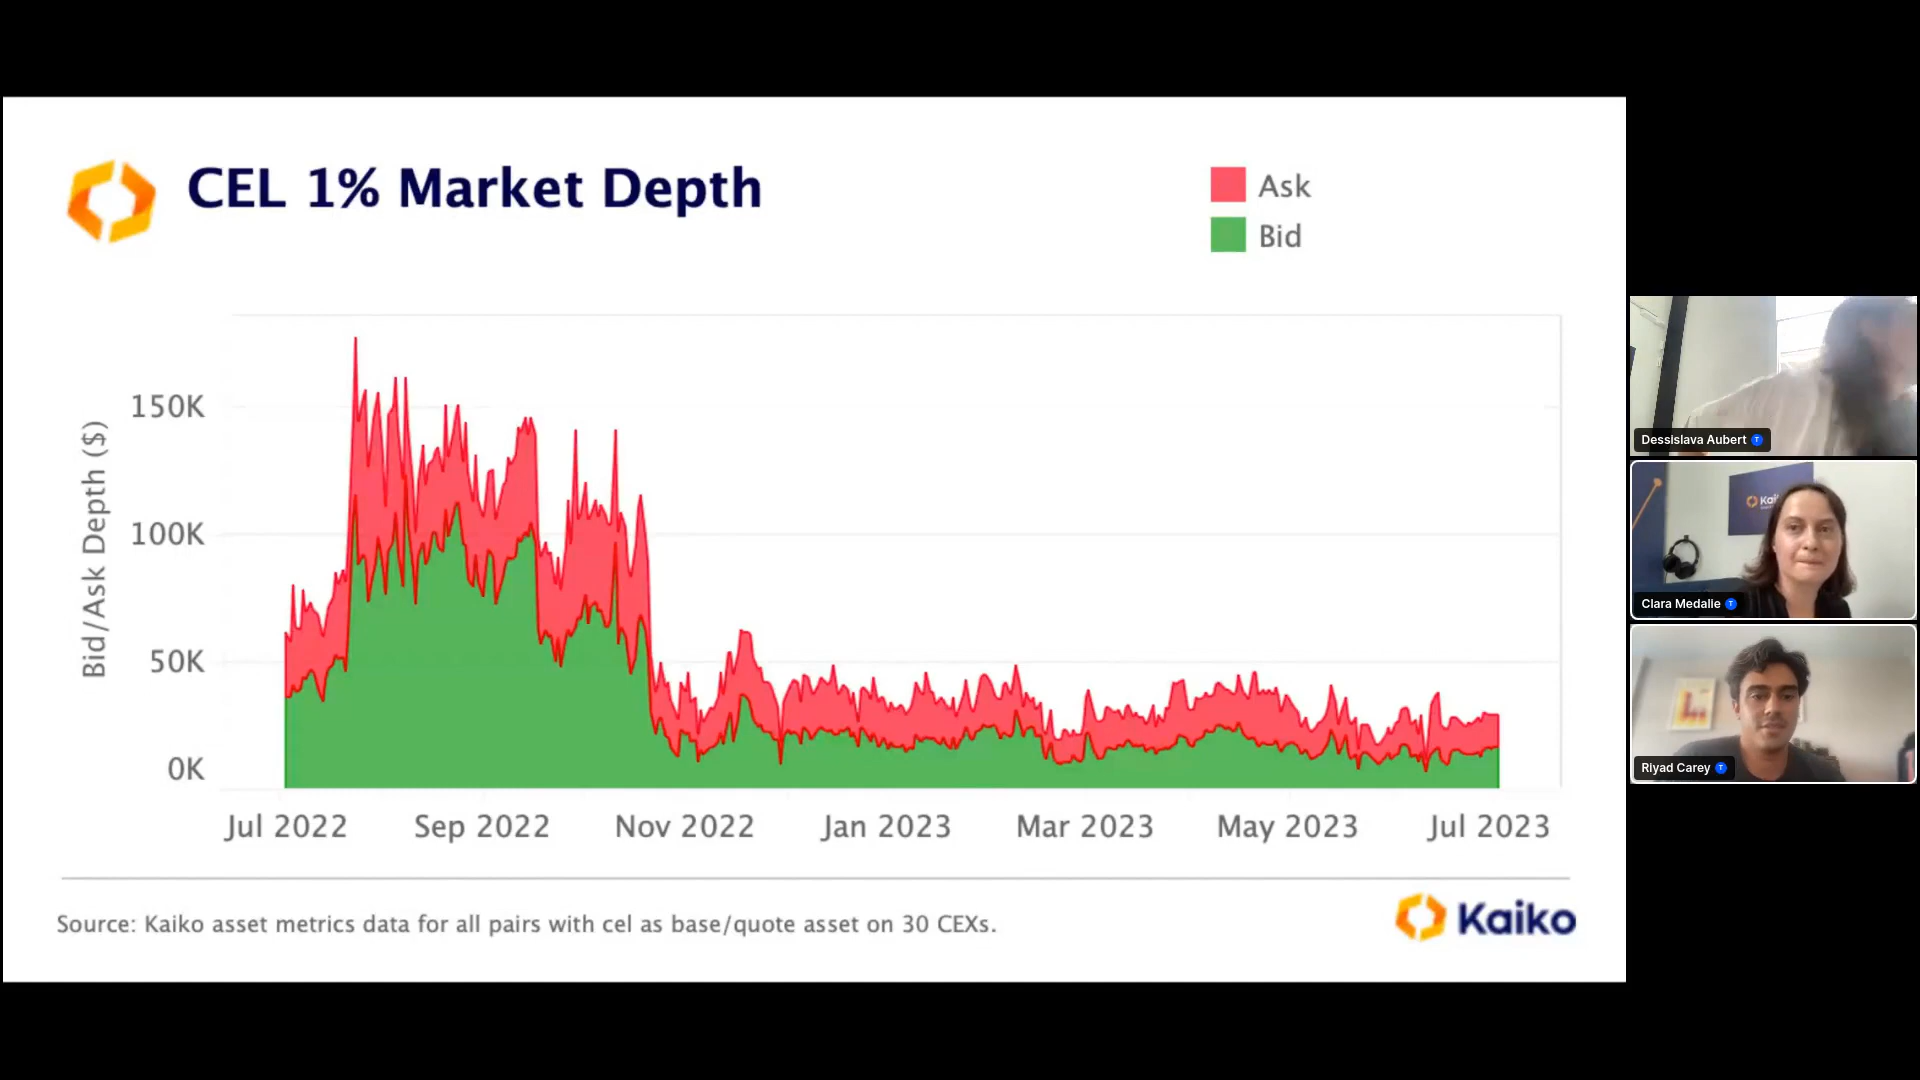 CEL 1% Market Depth
Ask
Bid
Bid/Ask Depth ($)
150K
100K
50K
0K
Jul 2022
Sep 2022
Nov 2022
Jan 2023
Mar 2023
May 2023
Jul 2023
Source: Kaiko asset metrics data for all pairs with cel as base/quote asset on 30 CEXs.
Kaiko
Dessislava Aubert
Clara Medalie
Riyad Carey